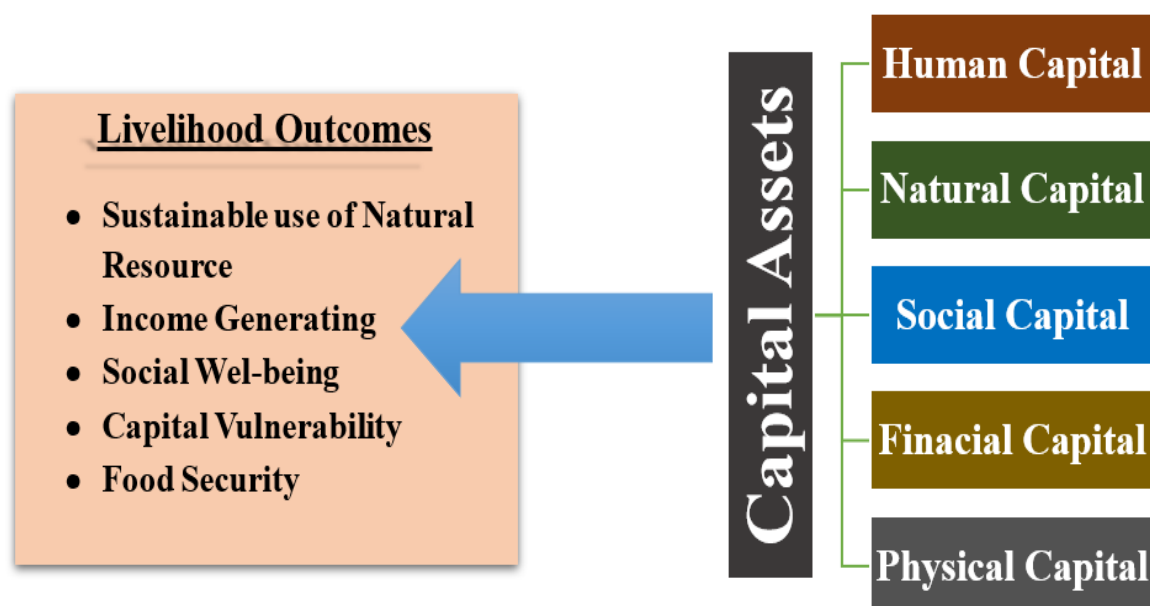 Livelihood Outcomes
• Sustainable use of Natural
Resource
• Income Generating
• Social Wel-being
• Capital Vulnerability
• Food Security
Capital Assets
Human Capital
Natural Capital
Social Capital
Finacial Capital
Physical Capital